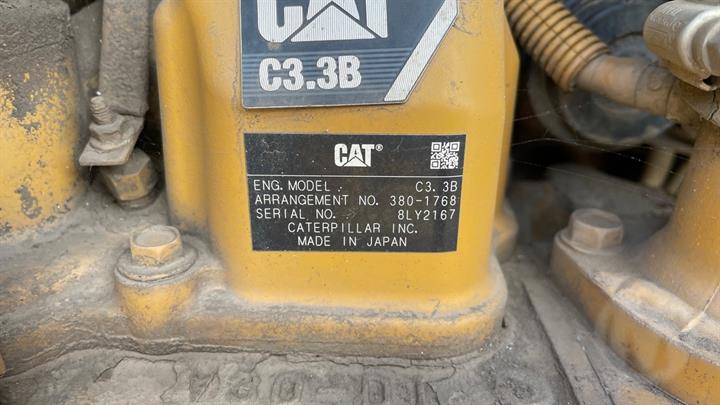 CAT
C3.3B
CAT®
ENG. MODEL C3.3B
ARRANGEMENT NO. 380-1768
SERIAL NO. 8LY2167
CATERPILLAR INC.
MADE IN JAPAN